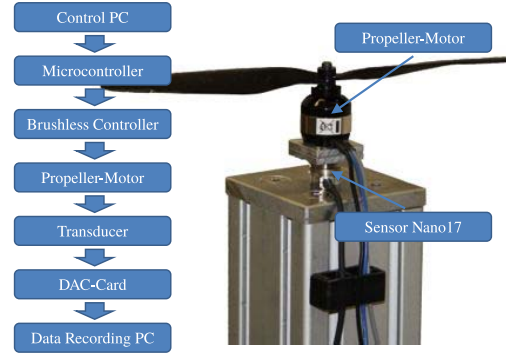 Control PC
Microcontroller
Brushless Controller
Propeller-Motor
Transducer
DAC-Card
Data Recording PC
Propeller-Motor
Sensor Nano17